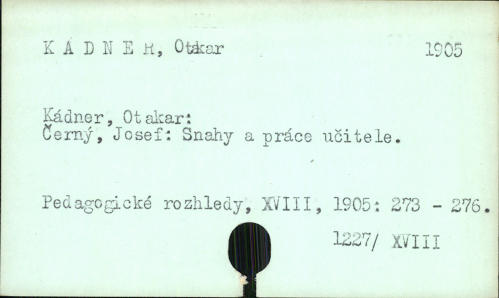 K A D N E R, Otakar 1905
Kádner, Otakar:
Černý, Josef: Snahy a práce učitele.
Pedagogické rozhledy, XVIII, 1905: 273 - 276.
1227/ XVIII